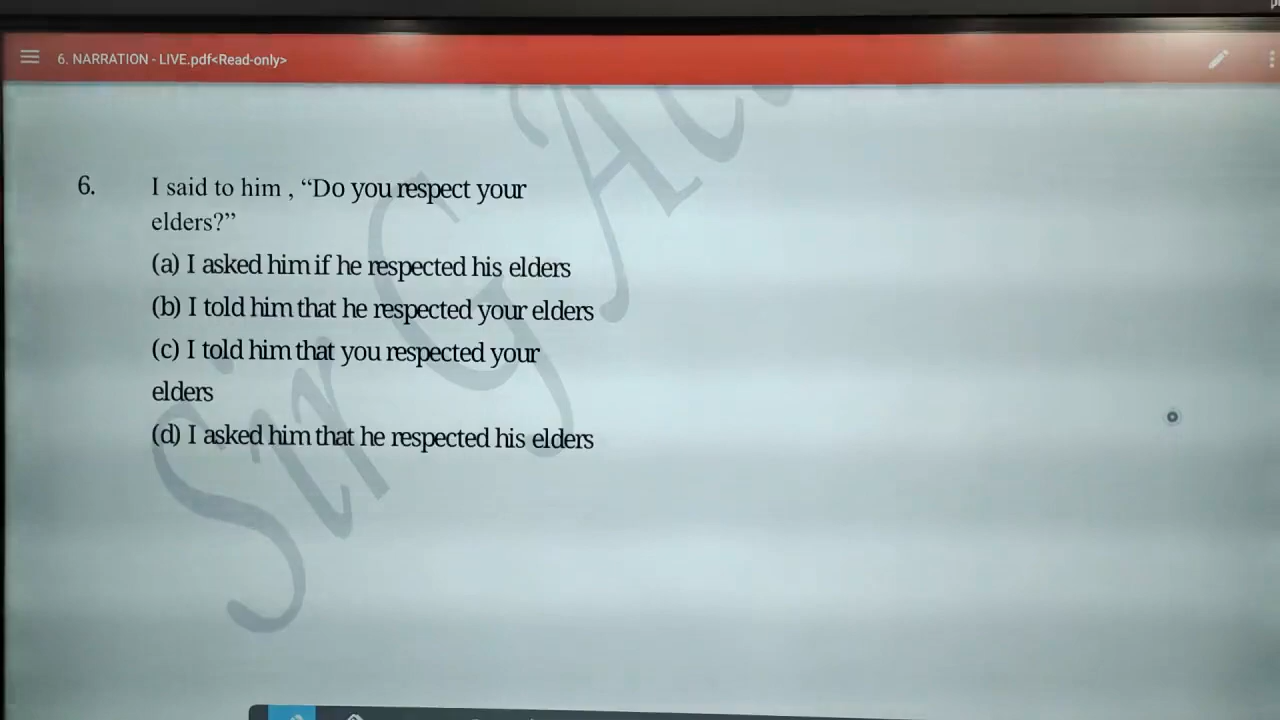 6. NARRATION - LIVE.pdf<Read-only>
6. I said to him , “Do you respect your
elders?”
(a) I asked him if he respected his elders
(b) I told him that he respected your elders
(c) I told him that you respected your
elders
(d) I asked him that he respected his elders
Sir G